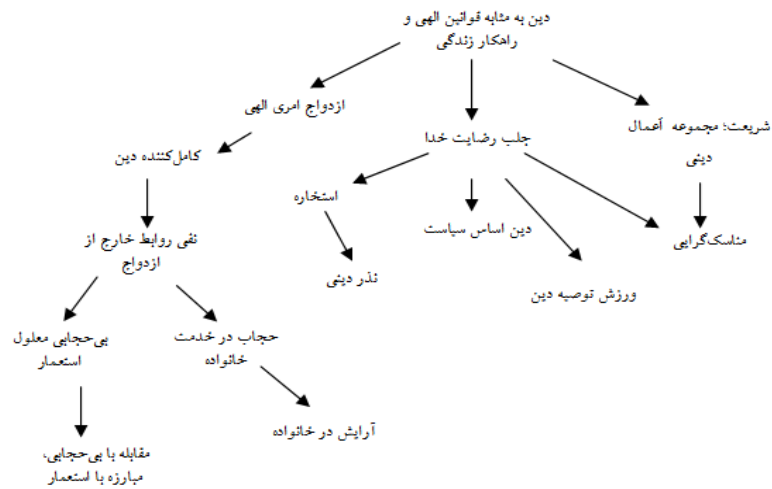 دین به مثابه قوانین الهی و
راهکار زندگی
ازدواج امری الهی
جلب رضایت خدا
شریعت؛ مجموعه أعمال
دینی
کامل‌کننده دین
استخاره
دین اساس سیاست
مناسک‌گرایی
نفی روابط خارج از
ازدواج
نذر دینی
ورزش توصیه دین
بی‌حجابی معلول
استعمار
حجاب در خدمت
خانواده
آرایش در خانواده
مقابله با بی‌حجابی،
مبارزه با استعمار